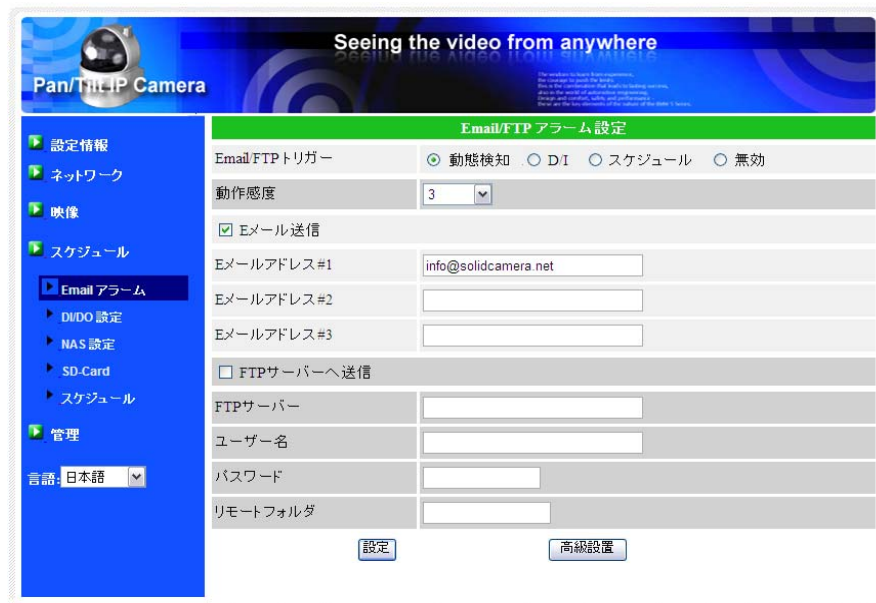 Seeing the video from anywhere
Pan/Tilt IP Camera
設定情報
ネットワーク
映像
スケジュール
Email アラーム
DI/DO 設定
NAS 設定
SD-Card
スケジュール
管理
言語: 日本語
Email/FTP アラーム設定
Email/FTPトリガー 動態検知 D/I スケジュール 無効
動作感度 3
Eメール送信
Eメールアドレス#1 info@solidcamera.net
Eメールアドレス#2
Eメールアドレス#3
FTPサーバーへ送信
FTPサーバー
ユーザー名
パスワード
リモートフォルダ
設定 高級設置